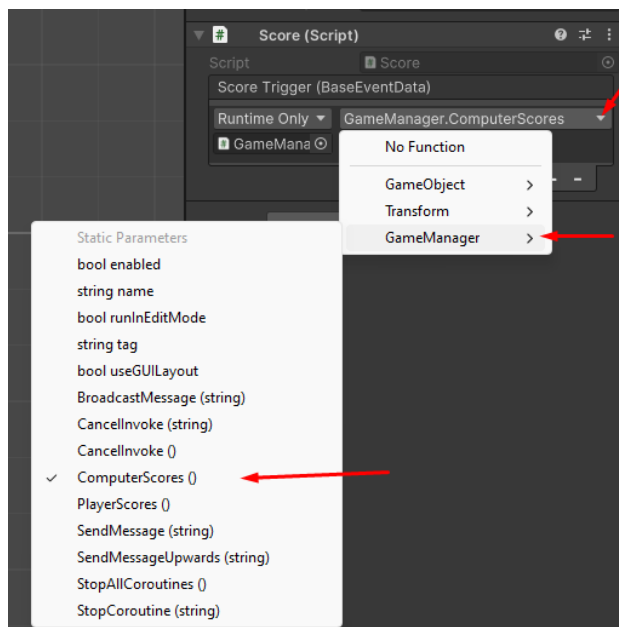 # Score (Script)
Script Score
Score Trigger (BaseEventData)
Runtime Only GameManager.ComputerScores
GameMana
No Function
GameObject
Transform
GameManager
Static Parameters
bool enabled
string name
bool runInEditMode
string tag
bool useGUILayout
BroadcastMessage (string)
CancelInvoke (string)
CancelInvoke ()
ComputerScores ()
PlayerScores ()
SendMessage (string)
SendMessageUpwards (string)
StopAllCoroutines ()
StopCoroutine (string)